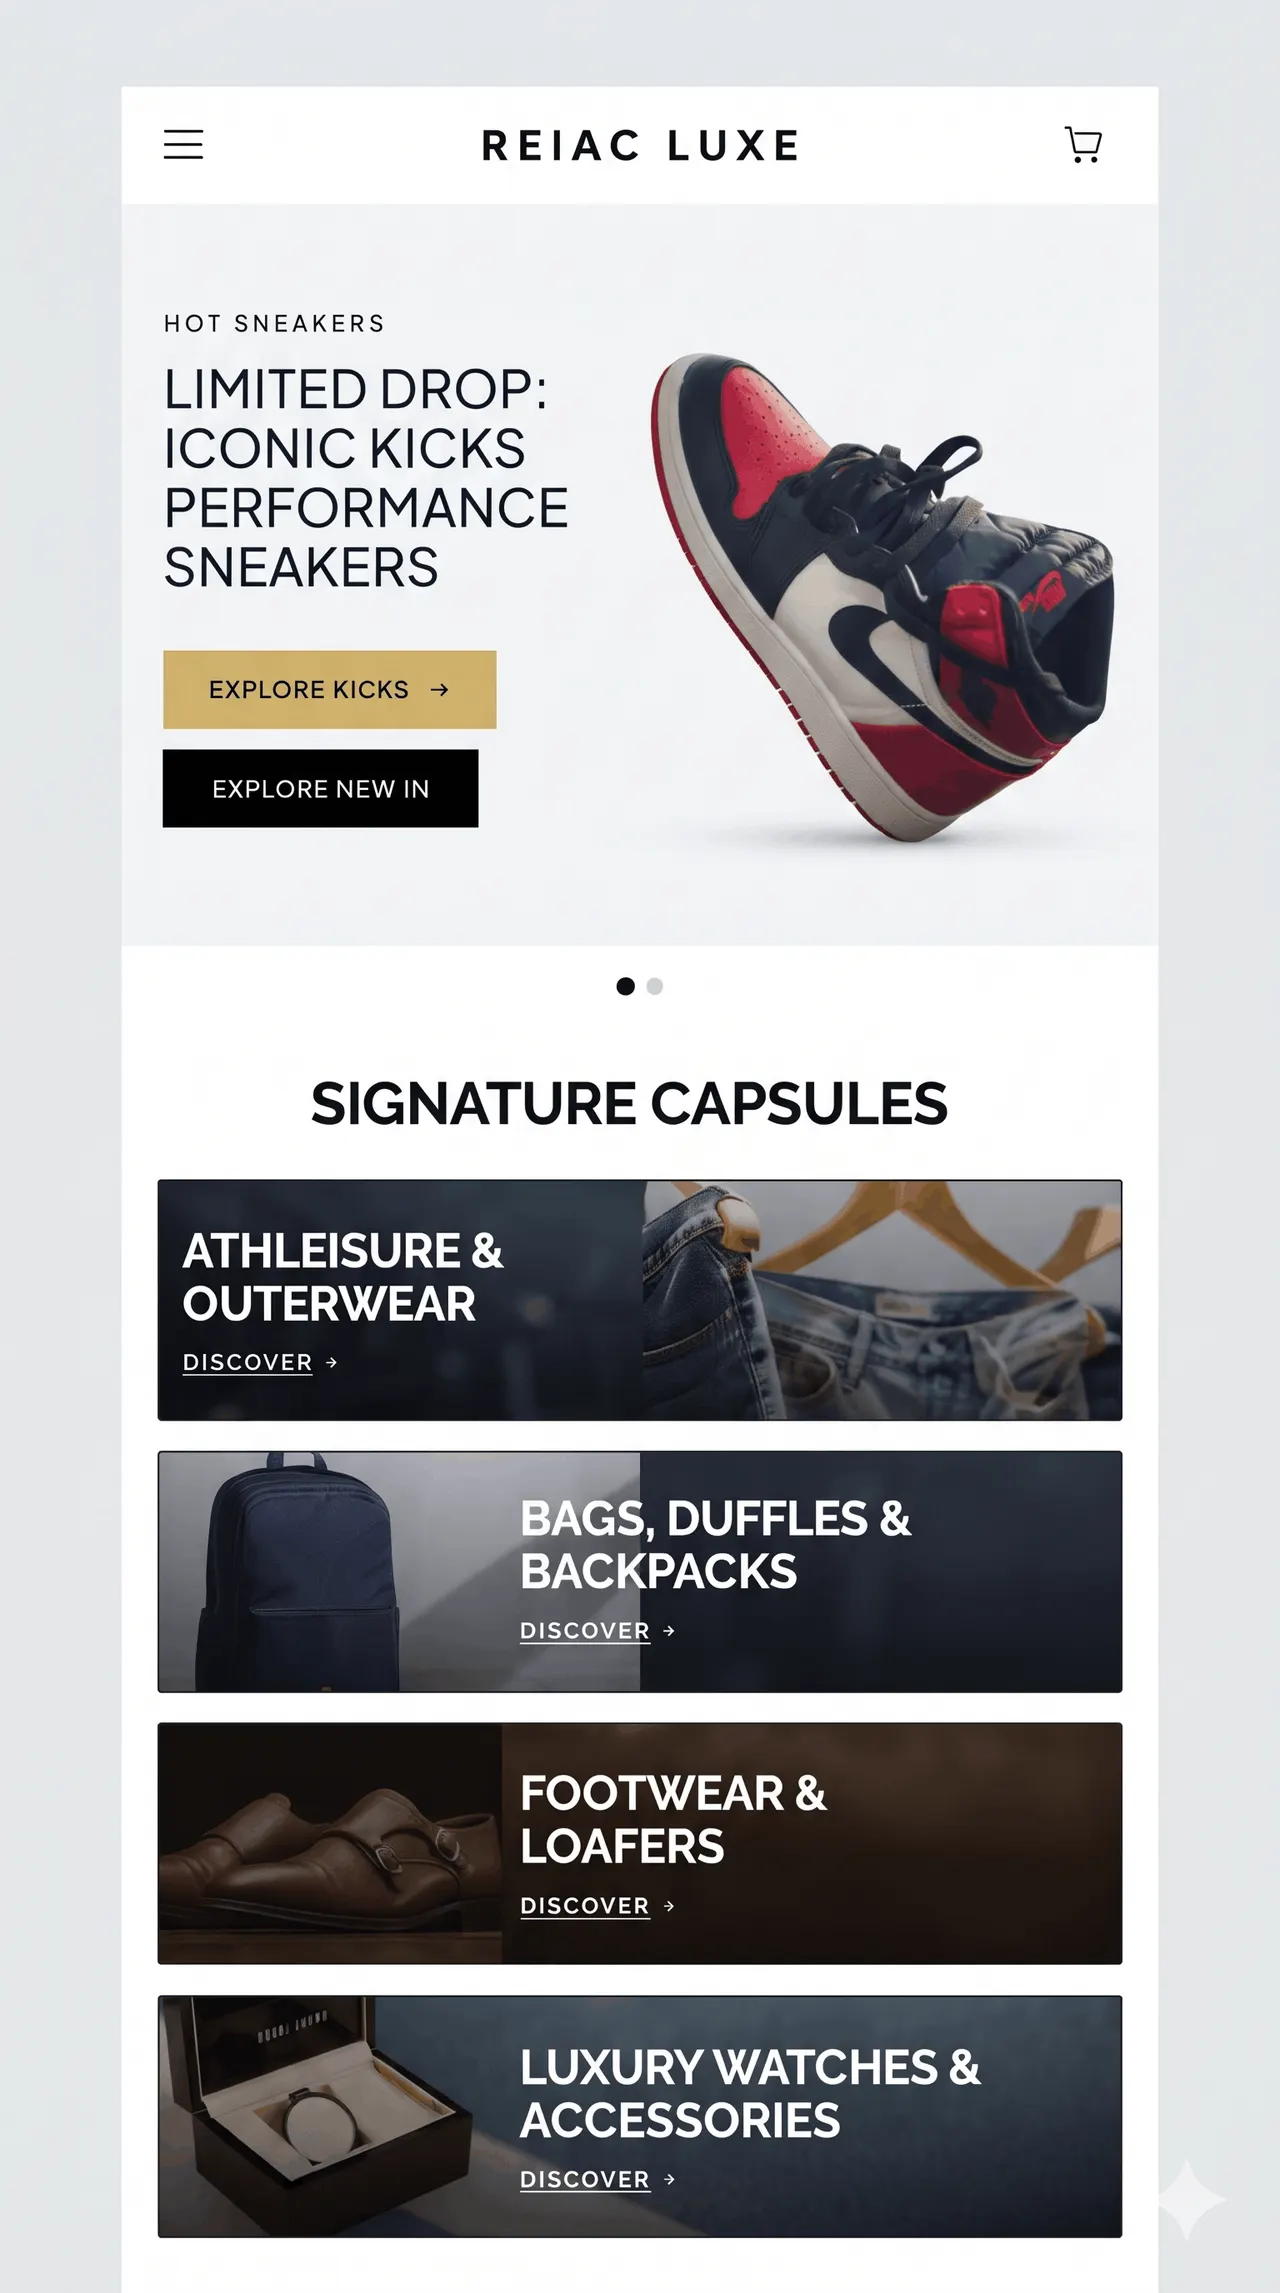 REIAC LUXE
HOT SNEAKERS
LIMITED DROP:
ICONIC KICKS
PERFORMANCE
SNEAKERS
EXPLORE KICKS →
EXPLORE NEW IN
SIGNATURE CAPSULES
ATHLEISURE &
OUTERWEAR
DISCOVER →
BAGS, DUFFLES &
BACKPACKS
DISCOVER →
FOOTWEAR &
LOAFERS
DISCOVER →
LUXURY WATCHES &
ACCESSORIES
DISCOVER →